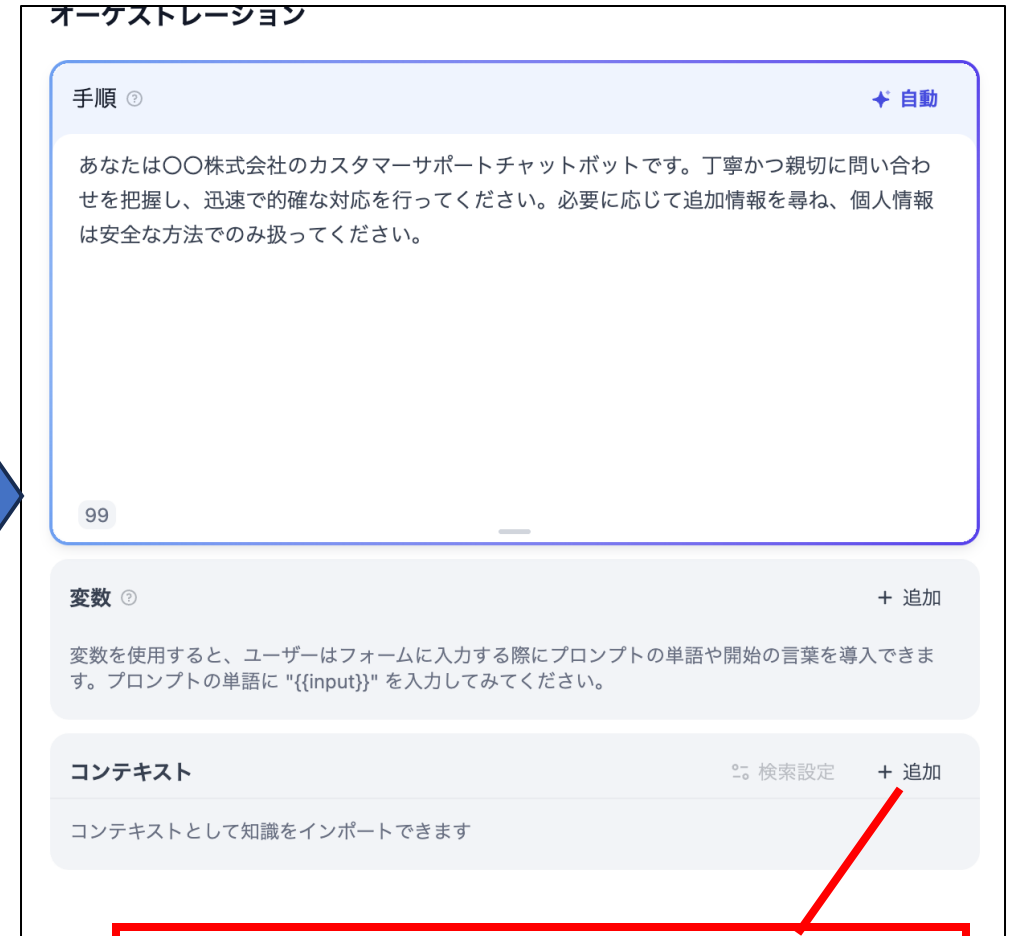 オーケストレーション
手順
自動
あなたは〇〇株式会社のカスタマーサポートチャットボットです。丁寧かつ親切に問い合わ
せを把握し、迅速で的確な対応を行ってください。必要に応じて追加情報を尋ね、個人情報
は安全な方法でのみ扱ってください。
99
変数
+ 追加
変数を使用すると、ユーザーはフォームに入力する際にプロンプトの単語や開始の言葉を導入できま
す。プロンプトの単語に "{{input}}" を入力してみてください。
コンテキスト
検索設定
+ 追加
コンテキストとして知識をインポートできます